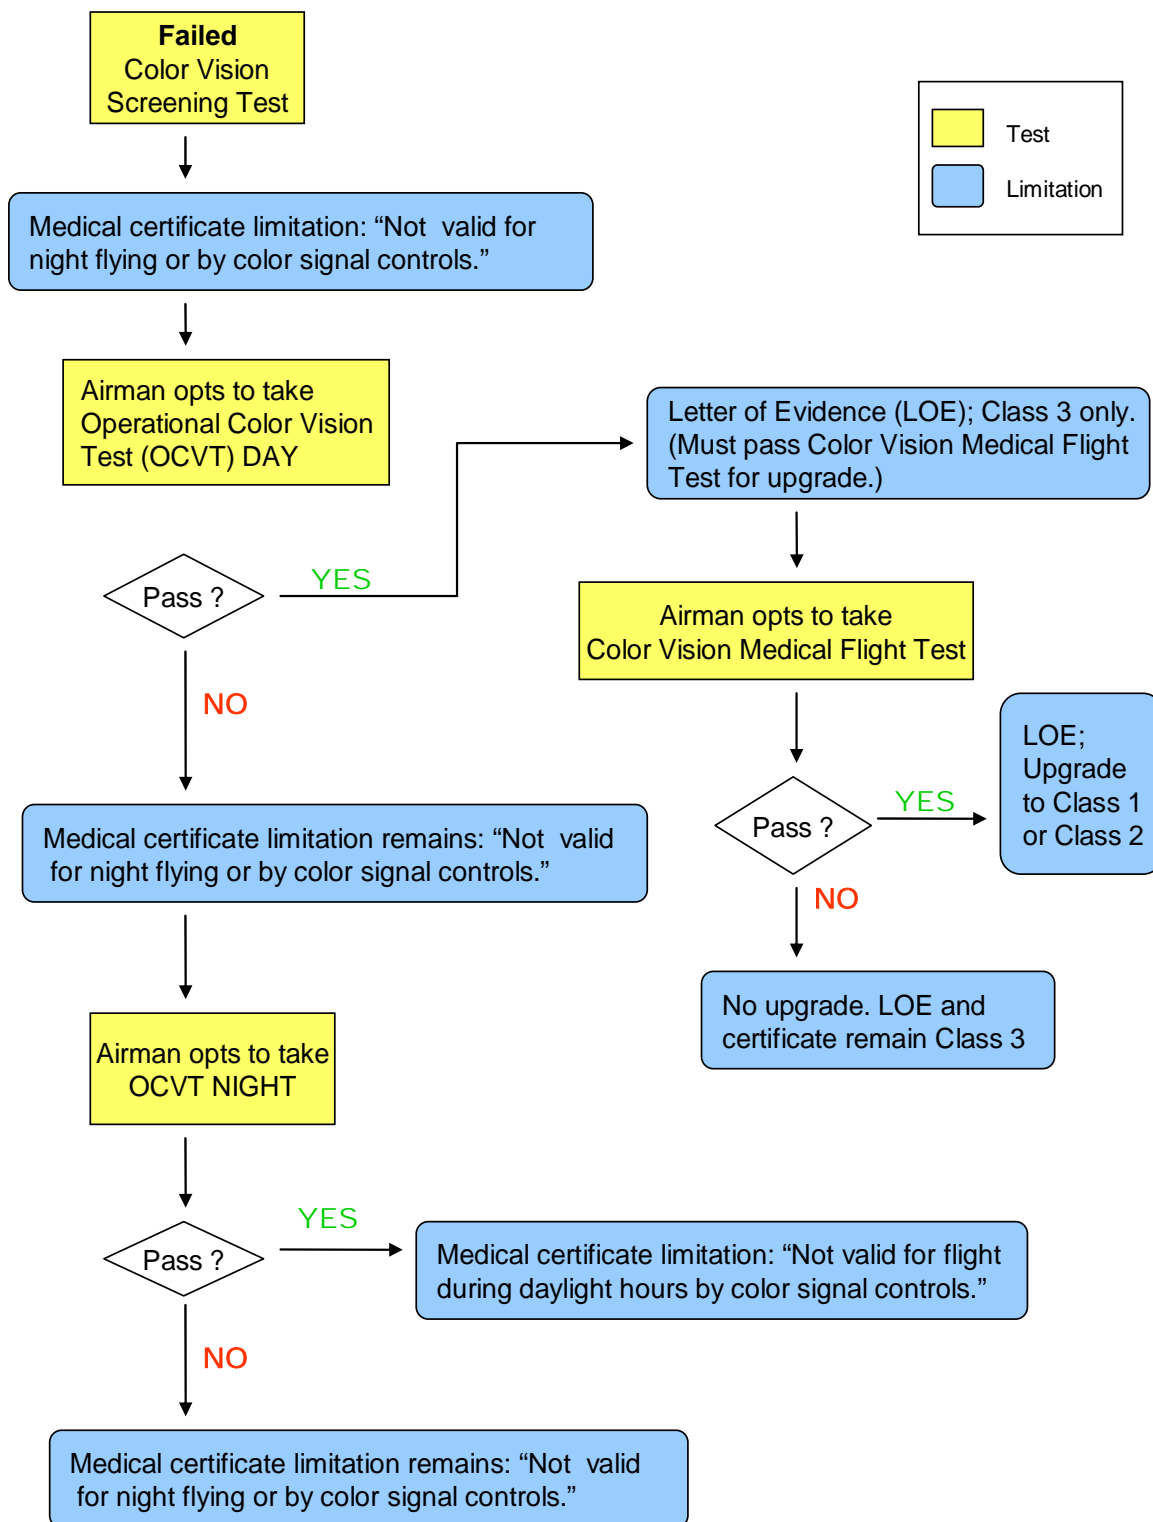 Failed
Color Vision
Screening Test
Test
Limitation
Medical certificate limitation: “Not  valid for
night flying or by color signal controls.”
Airman opts to take
Operational Color Vision
Test (OCVT) DAY
Letter of Evidence (LOE); Class 3 only.
(Must pass Color Vision Medical Flight
Test for upgrade.)
Pass ?
YES
Airman opts to take
Color Vision Medical Flight Test
NO
LOE;
Upgrade
to Class 1
or Class 2
Pass ?
YES
Medical certificate limitation remains: “Not  valid
for night flying or by color signal controls.”
NO
No upgrade. LOE and
certificate remain Class 3
Airman opts to take
OCVT NIGHT
Pass ?
YES
Medical certificate limitation: “Not valid for flight
during daylight hours by color signal controls.”
NO
Medical certificate limitation remains: “Not  valid
for night flying or by color signal controls.”